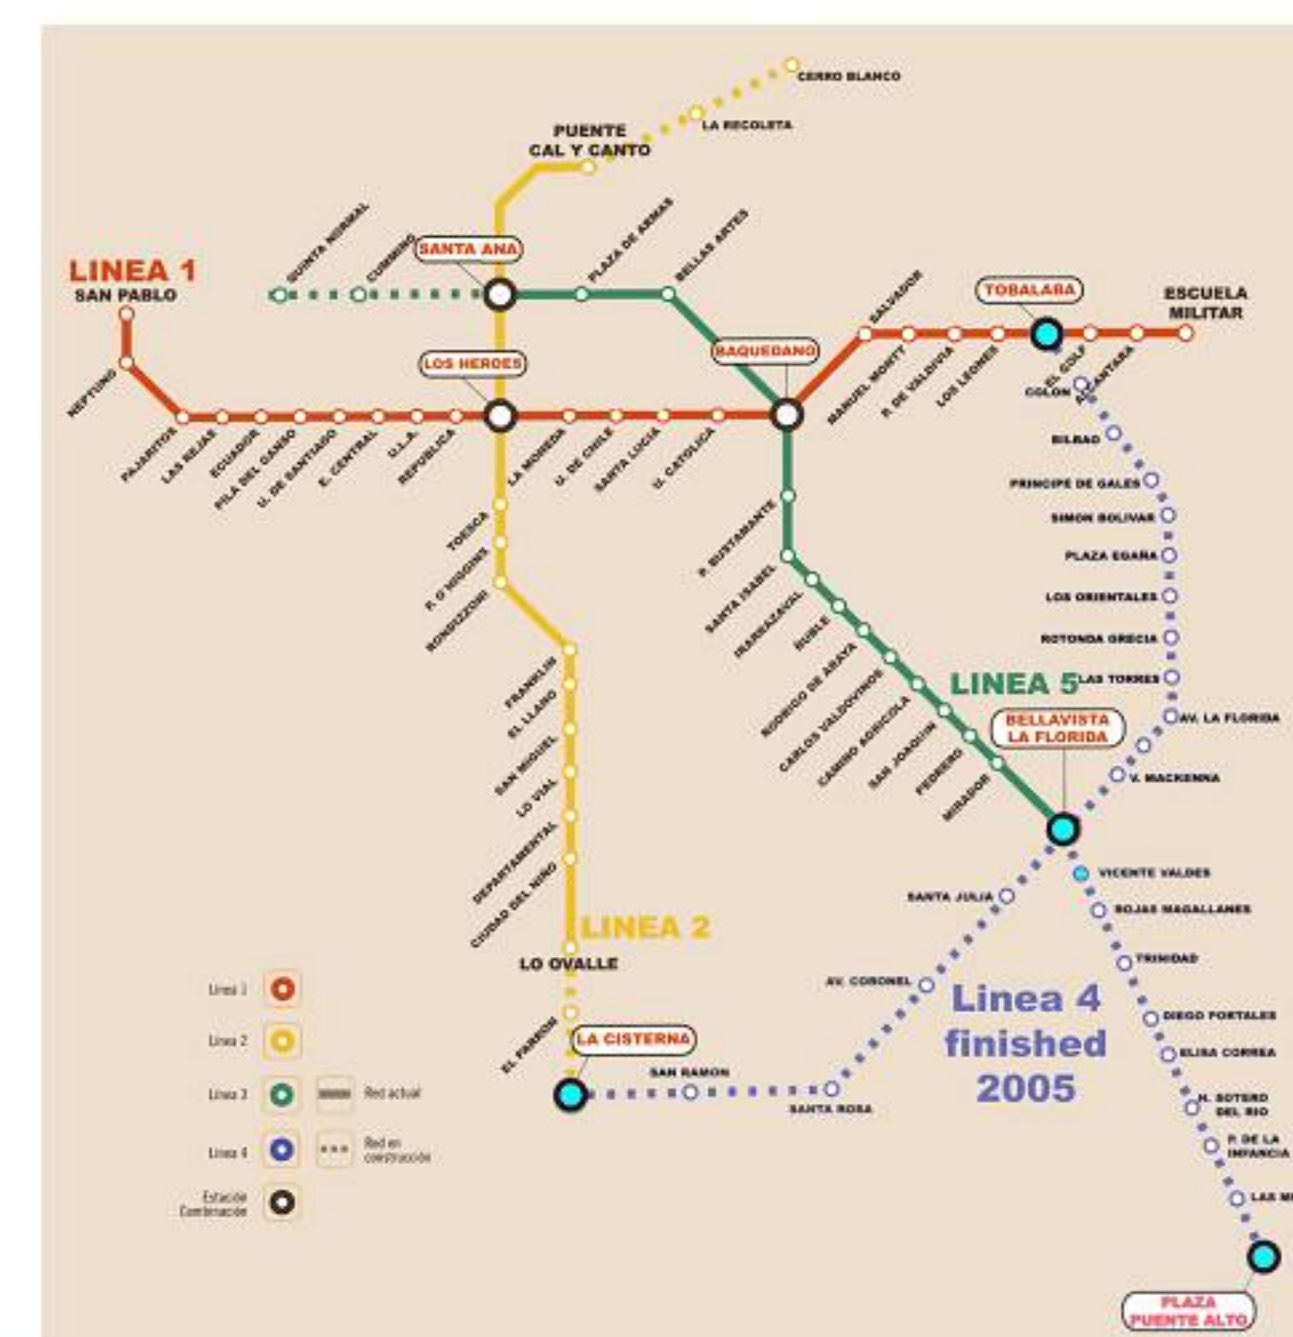 CERRO BLANCO
LA RECOLETA
PUENTE
CAL Y CANTO
QUINTA NORMAL
CUMMING
SANTA ANA
PLAZA DE ARMAS
BELLAS ARTES
LINEA 1
SAN PABLO
NEPTUNO
PAJARITOS
LAS REJAS
ECUADOR
PILA DEL GANSO
U. DE SANTIAGO
E. CENTRAL
U.L.A.
REPUBLICA
LOS HEROES
LA MONEDA
U. DE CHILE
SANTA LUCIA
U. CATOLICA
BAQUEDANO
SALVADOR
MANUEL MONTT
P. DE VALDIVIA
LOS LEONES
TOBALABA
EL GOLF
ALCANTARA
ESCUELA
MILITAR
COLON
BILBAO
PRINCIPE DE GALES
SIMON BOLIVAR
PLAZA EGAÑA
LOS ORIENTALES
ROTONDA GRECIA
LAS TORRES
AV. LA FLORIDA
V. MACKENNA
TOESCA
P. O'HIGGINS
RONDIZZONI
FRANKLIN
EL LLANO
SAN MIGUEL
LO VIAL
DEPARTAMENTAL
CIUDAD DEL NIÑO
LINEA 2
LO OVALLE
EL PARRON
LA CISTERNA
P. BUSTAMANTE
SANTA ISABEL
IRARRAZAVAL
ÑUBLE
RODRIGO DE ARAYA
CARLOS VALDOVINOS
CAMINO AGRICOLA
SAN JOAQUIN
PEDRERO
MIRADOR
LINEA 5
BELLAVISTA
LA FLORIDA
SANTA JULIA
AV. CORONEL
SANTA ROSA
SAN RAMON
VICENTE VALDES
ROJAS MAGALLANES
TRINIDAD
DIEGO PORTALES
ELISA CORREA
H. SOTERO
DEL RIO
P. DE LA
INFANCIA
LAS
PLAZA
PUENTE ALTO
Linea 4
finished
2005
Linea 1
Linea 2
Linea 3
Red actual
Linea 4
Red en
construcción
Estación
Combinación